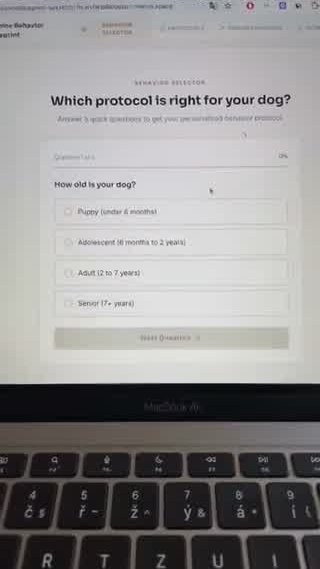 BEHAVIOR SELECTOR
BEHAVIOR SELECTOR
Which protocol is right for your dog?
Answer quick questions to get your personalized behavior protocol
0%
How old is your dog?
Puppy (under 6 months)
Adolescent (6 months to 2 years)
Adult (2 to 7 years)
Senior (7+ years)
Next Question →
MacBook Air
4 5 6 7 8 9
č $ ř ž ^ ý & á * í (
R T Z U I